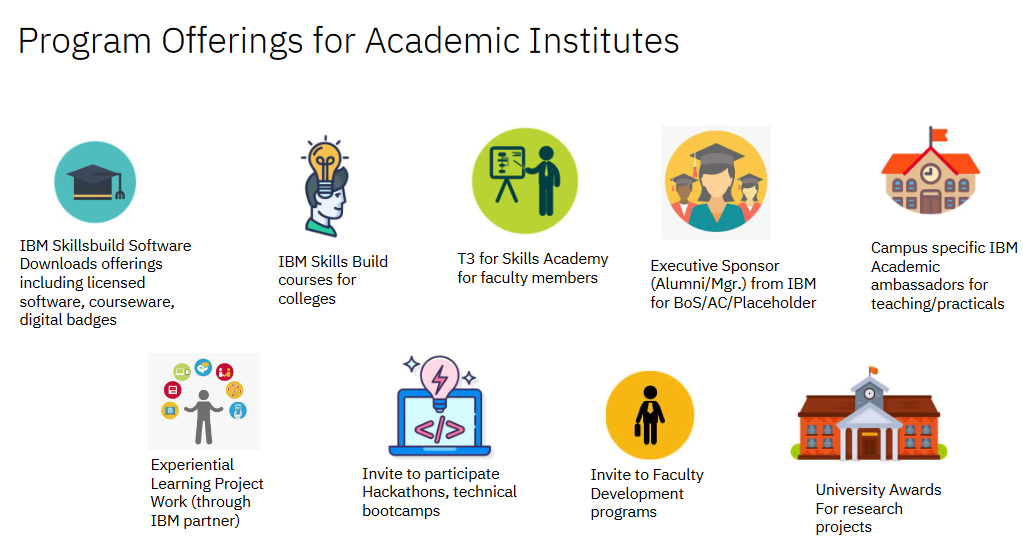 Program Offerings for Academic Institutes
IBM Skillsbuild Software
Downloads offerings
including licensed
software, courseware,
digital badges
IBM Skills Build
courses for
colleges
T3 for Skills Academy
for faculty members
Executive Sponsor
(Alumni/Mgr.) from IBM
for BoS/AC/Placeholder
Campus specific IBM
Academic
ambassadors for
teaching/practicals
Experiential
Learning Project
Work (through
IBM partner)
</>
Invite to participate
Hackathons, technical
bootcamps
Invite to Faculty
Development
programs
University Awards
For research
projects